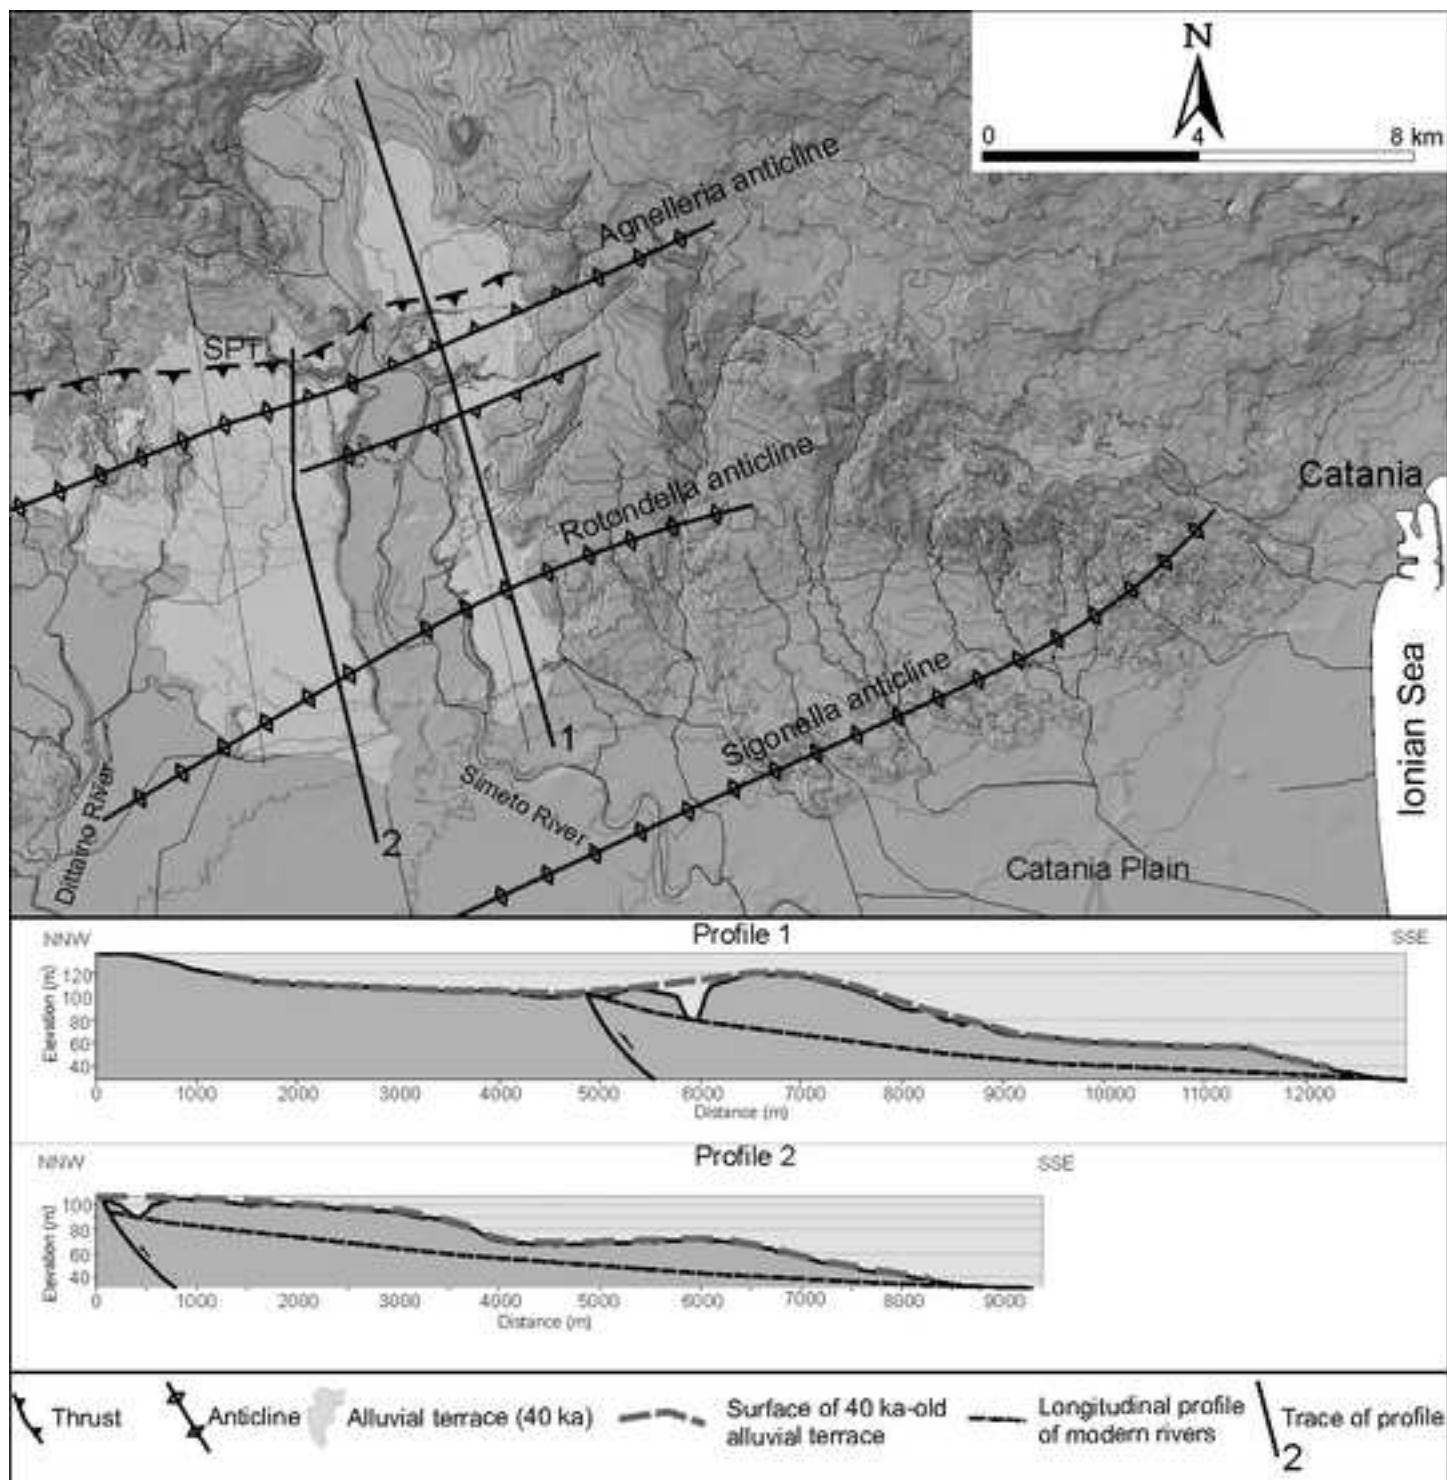 N
0 4 8 km
Agnelleria anticline
SPT
Rotondella anticline
Catania
Sigonella anticline
Ionian Sea
1
Simeto River
2
Dittaino River
Catania Plain
Profile 1
NNW SSE
Elevation (m)
120
100
80
60
40
0 1000 2000 3000 4000 5000 6000 7000 8000 9000 10000 11000 12000
Distance (m)
Profile 2
NNW SSE
Elevation (m)
100
80
60
40
0 1000 2000 3000 4000 5000 6000 7000 8000 9000
Distance (m)
Thrust
Anticline
Alluvial terrace (40 ka)
Surface of 40 ka-old
alluvial terrace
Longitudinal profile
of modern rivers
Trace of profile
2